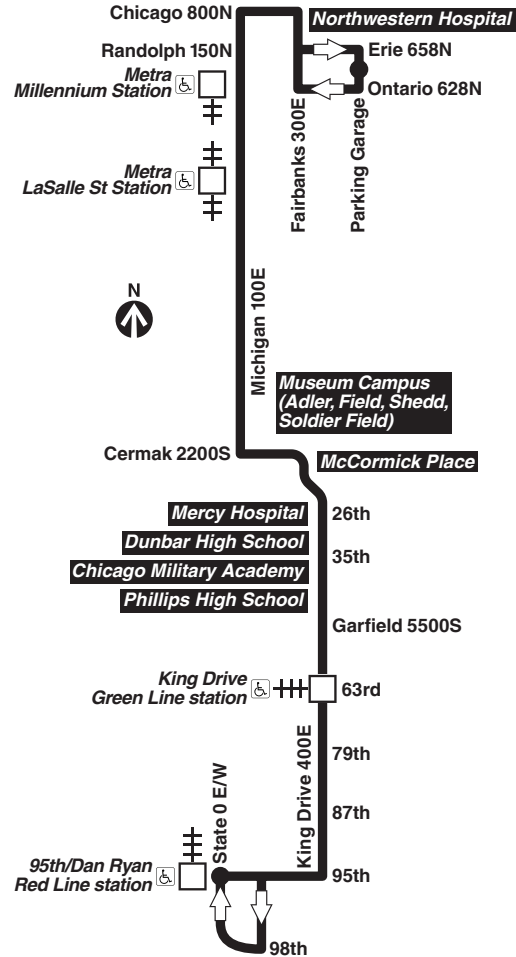 Chicago 800N
Northwestern Hospital
Randolph 150N
Erie 658N
Metra
Millennium Station
Ontario 628N
Fairbanks 300E
Parking Garage
Metra
LaSalle St Station
N
Michigan 100E
Museum Campus
(Adler, Field, Shedd,
Soldier Field)
Cermak 2200S
McCormick Place
Mercy Hospital
26th
Dunbar High School
35th
Chicago Military Academy
Phillips High School
Garfield 5500S
King Drive
Green Line station
63rd
King Drive 400E
79th
State 0 E/W
87th
95th/Dan Ryan
Red Line station
95th
98th